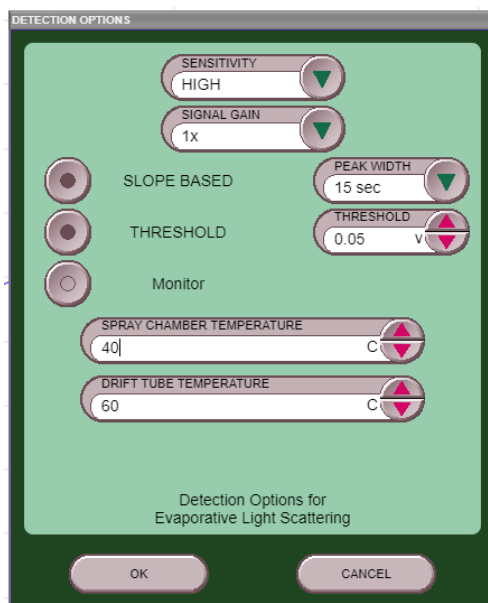 DETECTION OPTIONS
SENSITIVITY
HIGH
SIGNAL GAIN
1x
SLOPE BASED
PEAK WIDTH
15 sec
THRESHOLD
THRESHOLD
0.05 V
Monitor
SPRAY CHAMBER TEMPERATURE
40 C
DRIFT TUBE TEMPERATURE
60 C
Detection Options for
Evaporative Light Scattering
OK CANCEL